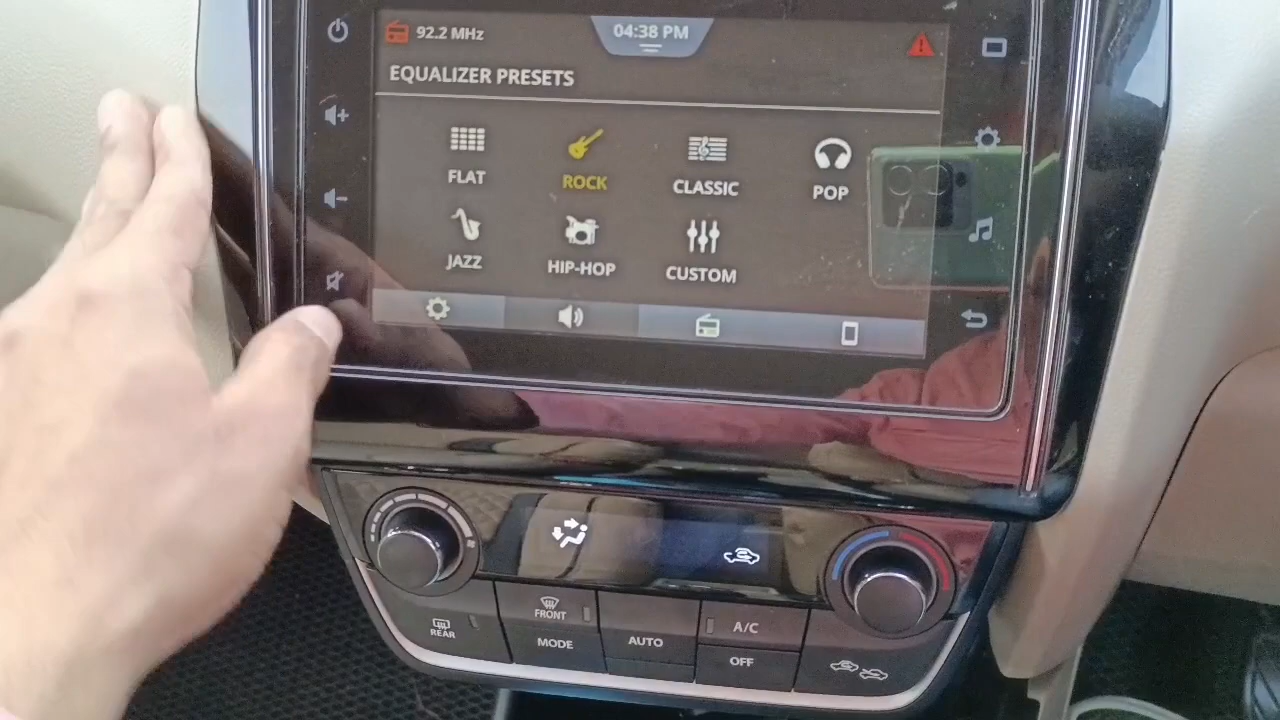 92.2 MHz
04:38 PM
EQUALIZER PRESETS
FLAT
ROCK
CLASSIC
POP
JAZZ
HIP-HOP
CUSTOM
REAR
FRONT
MODE
AUTO
A/C
OFF